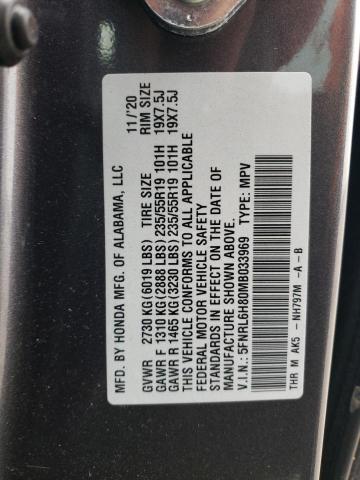 MFD. BY HONDA MFG. OF ALABAMA, LLC 11/'20
GVWR 2730 KG(6019 LBS) TIRE SIZE RIM SIZE
GAWR F 1310 KG(2888 LBS)235/55R19 101H 19X7.5J
GAWR R 1465 KG(3230 LBS)235/55R19 101H 19X7.5J
THIS VEHICLE CONFORMS TO ALL APPLICABLE
FEDERAL MOTOR VEHICLE SAFETY
STANDARDS IN EFFECT ON THE DATE OF
MANUFACTURE SHOWN ABOVE.
V.I.N.: 5FNRL6H80MB033969 TYPE: MPV
THR M AK5 -NH797M -A -B